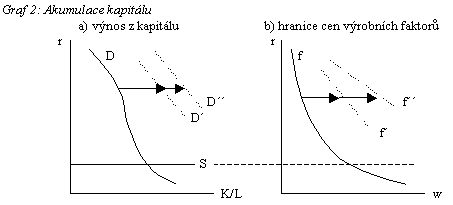 Graf 2: Akumulace kapitálu
a) výnos z kapitálu
b) hranice cen výrobních faktorů
r
D
D´
D´´
S
K/L
r
f
f´
f´´
w